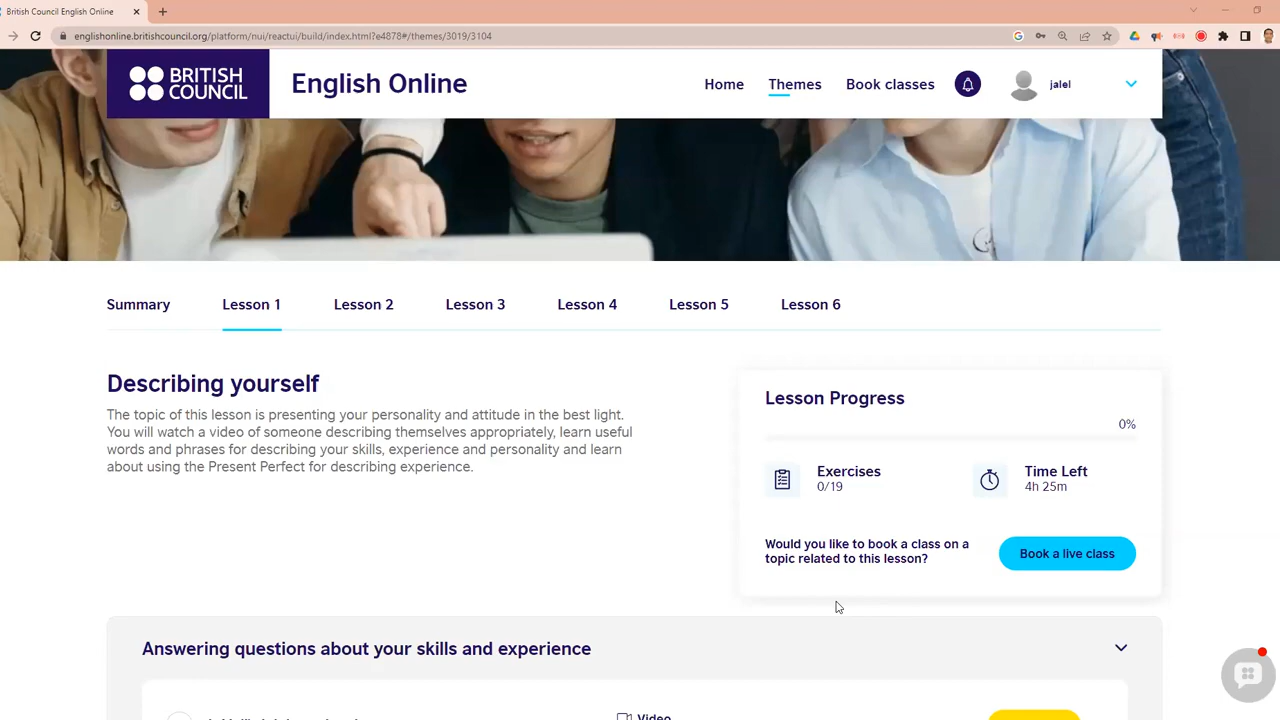 British Council English Online
englishonline.britishcouncil.org/platform/nui/reactui/build/index.html?e4878#/themes/3019/3104
BRITISH
COUNCIL
English Online
Home
Themes
Book classes
jalel
Summary
Lesson 1
Lesson 2
Lesson 3
Lesson 4
Lesson 5
Lesson 6
Describing yourself
The topic of this lesson is presenting your personality and attitude in the best light.
You will watch a video of someone describing themselves appropriately, learn useful
words and phrases for describing your skills, experience and personality and learn
about using the Present Perfect for describing experience.
Lesson Progress
0%
Exercises
0/19
Time Left
4h 25m
Would you like to book a class on a
topic related to this lesson?
Book a live class
Answering questions about your skills and experience
Video